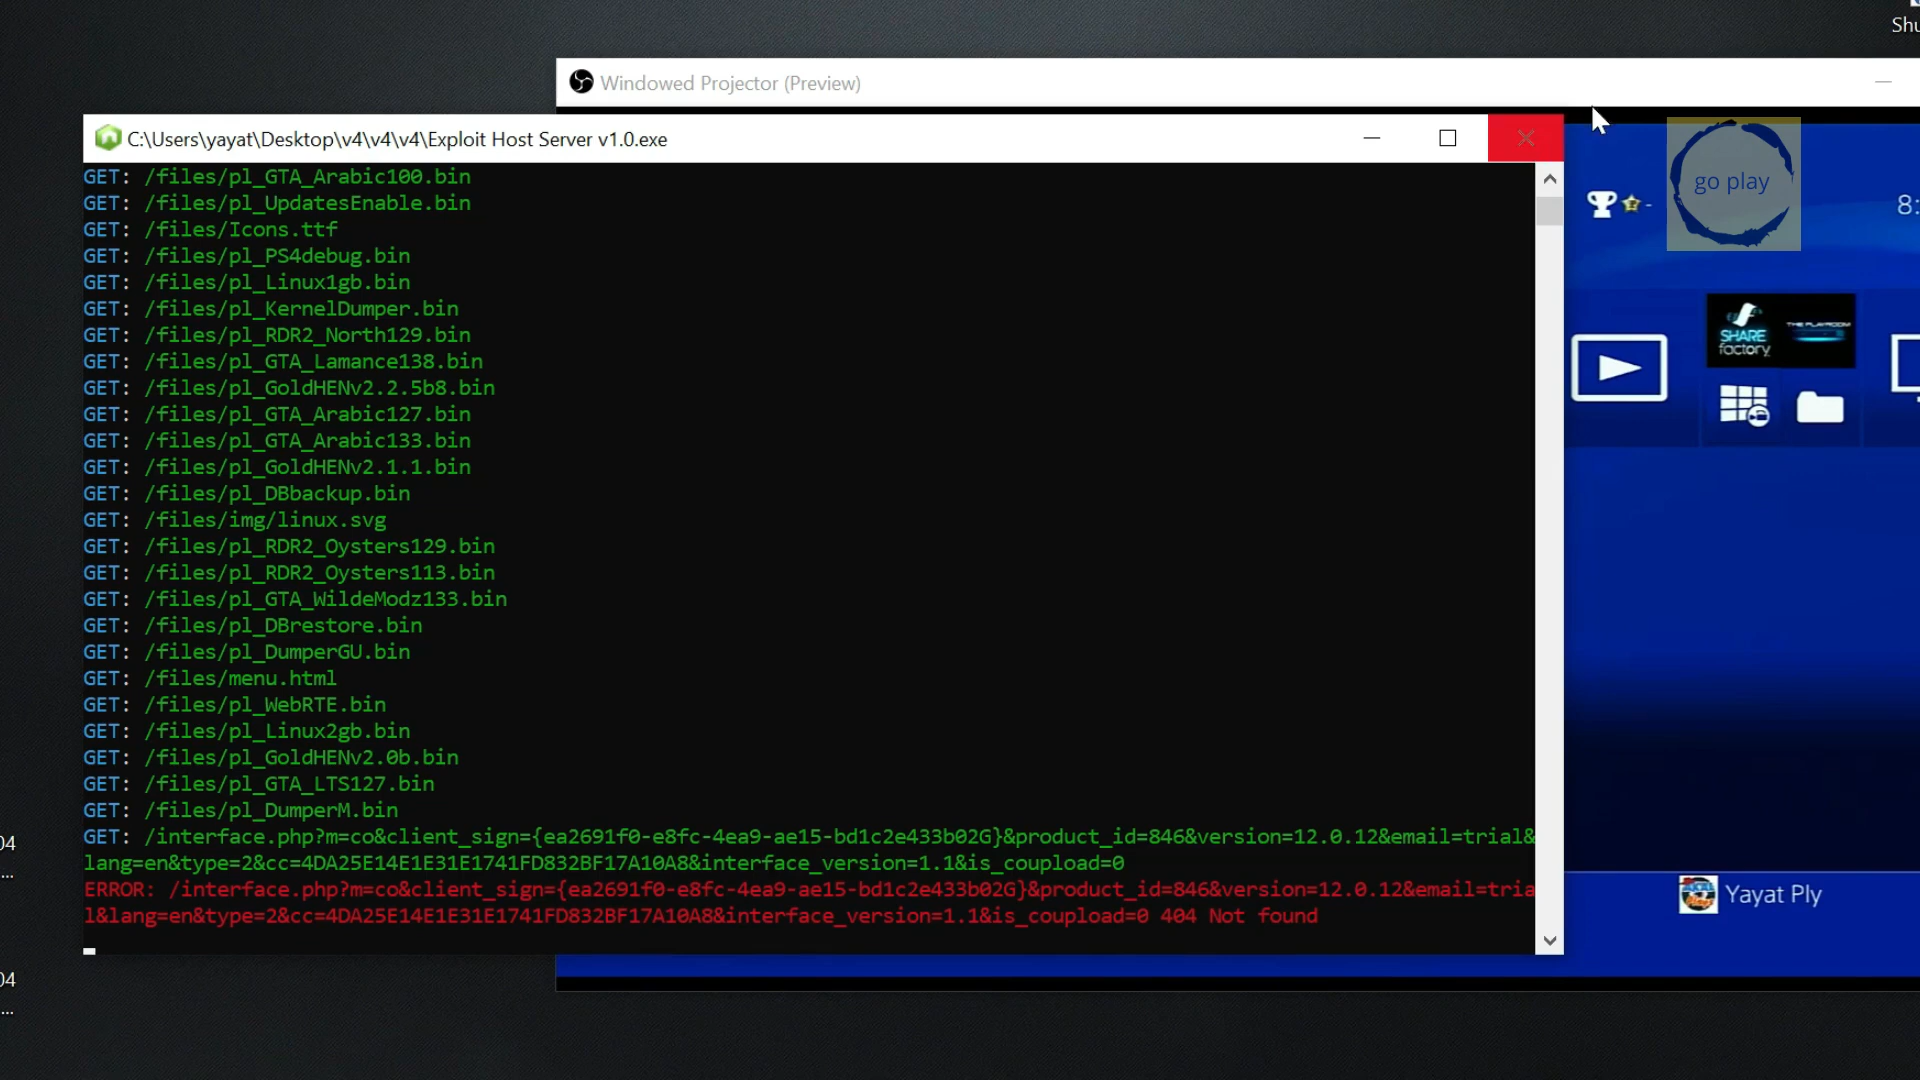 Shu
Windowed Projector (Preview)
C:\Users\yayat\Desktop\v4\v4\v4\Exploit Host Server v1.0.exe
GET: /files/pl_GTA_Arabic100.bin
GET: /files/pl_UpdatesEnable.bin
GET: /files/Icons.ttf
GET: /files/pl_PS4debug.bin
GET: /files/pl_Linux1gb.bin
GET: /files/pl_KernelDumper.bin
GET: /files/pl_RDR2_North129.bin
GET: /files/pl_GTA_Lamance138.bin
GET: /files/pl_GoldHENv2.2.5b8.bin
GET: /files/pl_GTA_Arabic127.bin
GET: /files/pl_GTA_Arabic133.bin
GET: /files/pl_GoldHENv2.1.1.bin
GET: /files/pl_DBbackup.bin
GET: /files/img/linux.svg
GET: /files/pl_RDR2_Oysters129.bin
GET: /files/pl_RDR2_Oysters113.bin
GET: /files/pl_GTA_WildeModz133.bin
GET: /files/pl_DBrestore.bin
GET: /files/pl_DumperGU.bin
GET: /files/menu.html
GET: /files/pl_WebRTE.bin
GET: /files/pl_Linux2gb.bin
GET: /files/pl_GoldHENv2.0b.bin
GET: /files/pl_GTA_LTS127.bin
GET: /files/pl_DumperM.bin
GET: /interface.php?m=co&client_sign={ea2691f0-e8fc-4ea9-ae15-bd1c2e433b02G}&product_id=846&version=12.0.12&email=trial&
lang=en&type=2&cc=4DA25E14E1E31E1741FD832BF17A10A8&interface_version=1.1&is_coupload=0
ERROR: /interface.php?m=co&client_sign={ea2691f0-e8fc-4ea9-ae15-bd1c2e433b02G}&product_id=846&version=12.0.12&email=tria
l&lang=en&type=2&cc=4DA25E14E1E31E1741FD832BF17A10A8&interface_version=1.1&is_coupload=0 404 Not found
go play
8:
SHARE
factory
THE PLAYROOM
Yayat Ply
04
...
04
...